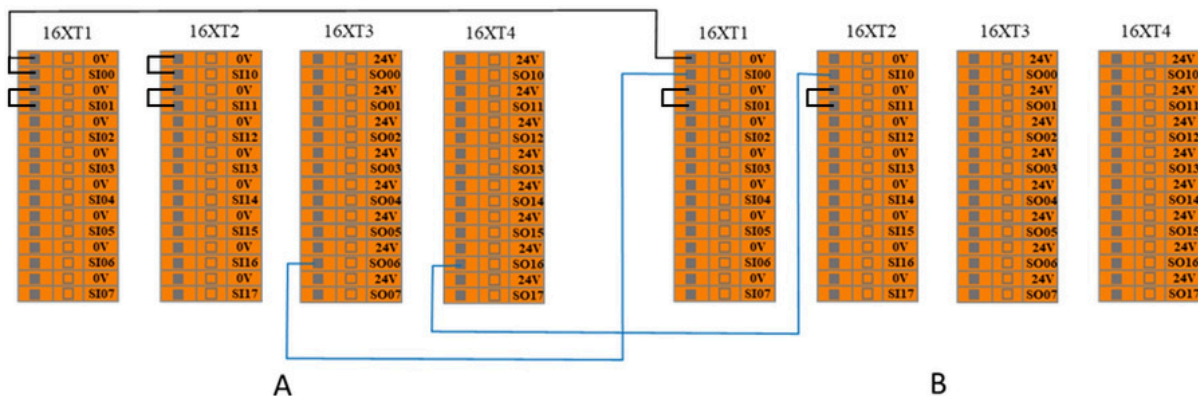 16XT1 16XT2 16XT3 16XT4 16XT1 16XT2 16XT3 16XT4
0V 0V 24V 24V 0V 0V 24V 24V
SI00 SI10 SO00 SO10 SI00 SI10 SO00 SO10
0V 0V 24V 24V 0V 0V 24V 24V
SI01 SI11 SO01 SO11 SI01 SI11 SO01 SO11
0V 0V 24V 24V 0V 0V 24V 24V
SI02 SI12 SO02 SO12 SI02 SI12 SO02 SO12
0V 0V 24V 24V 0V 0V 24V 24V
SI03 SI13 SO03 SO13 SI03 SI13 SO03 SO13
0V 0V 24V 24V 0V 0V 24V 24V
SI04 SI14 SO04 SO14 SI04 SI14 SO04 SO14
0V 0V 24V 24V 0V 0V 24V 24V
SI05 SI15 SO05 SO15 SI05 SI15 SO05 SO15
0V 0V 24V 24V 0V 0V 24V 24V
SI06 SI16 SO06 SO16 SI06 SI16 SO06 SO16
0V 0V 24V 24V 0V 0V 24V 24V
SI07 SI17 SO07 SO17 SI07 SI17 SO07 SO17
A B